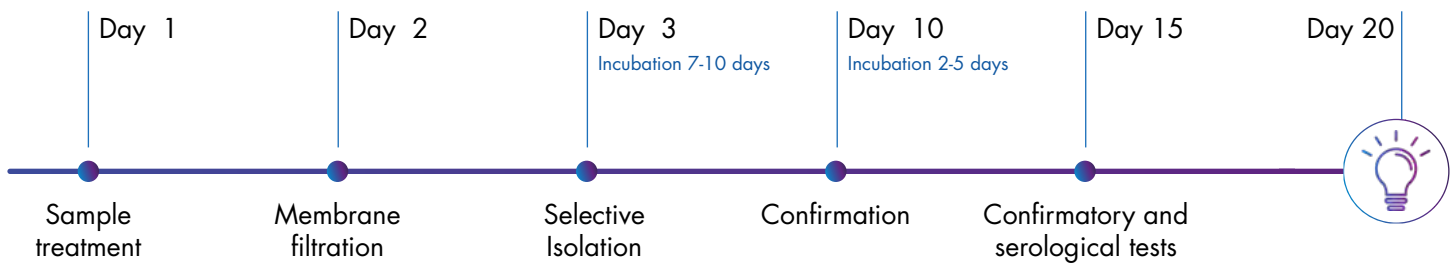 Day 1
Day 2
Day 3
Incubation 7-10 days
Day 10
Incubation 2-5 days
Day 15
Day 20
Sample
treatment
Membrane
filtration
Selective
Isolation
Confirmation
Confirmatory and
serological tests